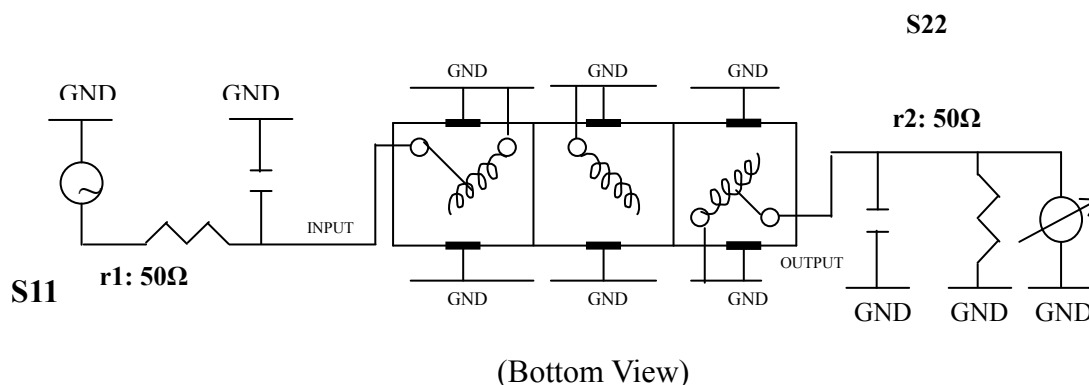 S22
GND GND GND
GND GND
r2: 50Ω
INPUT
OUTPUT
r1: 50Ω
S11
GND GND GND
GND GND GND
(Bottom View)